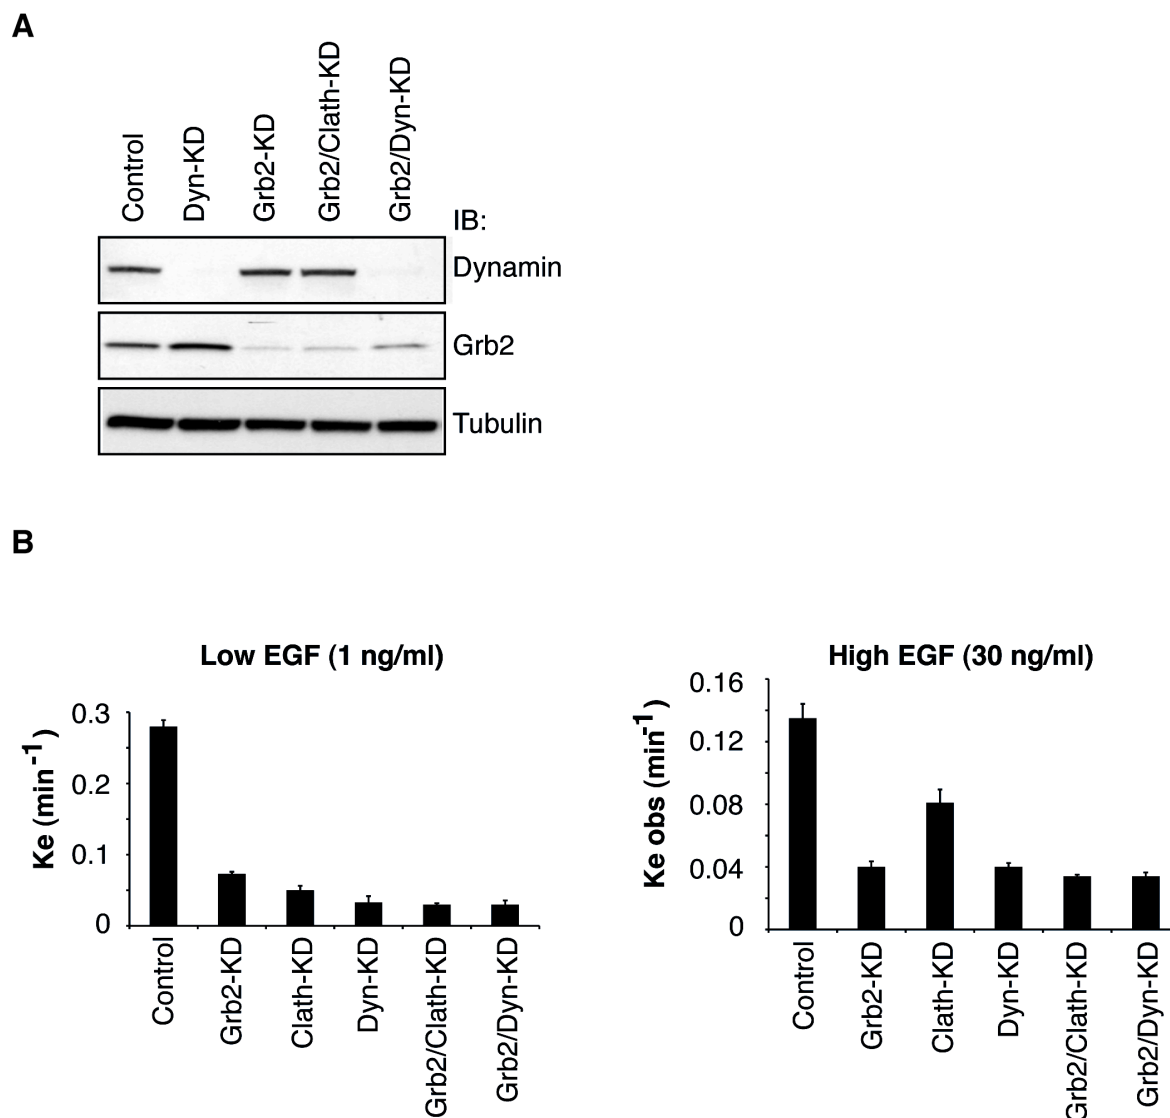 A
Control
Dyn-KD
Grb2-KD
Grb2/Clath-KD
Grb2/Dyn-KD
IB:
Dynamin
Grb2
Tubulin
B
Low EGF (1 ng/ml)
Ke (min⁻¹)
0.3
0.2
0.1
0
Control
Grb2-KD
Clath-KD
Dyn-KD
Grb2/Clath-KD
Grb2/Dyn-KD
High EGF (30 ng/ml)
Ke obs (min⁻¹)
0.16
0.12
0.08
0.04
0
Control
Grb2-KD
Clath-KD
Dyn-KD
Grb2/Clath-KD
Grb2/Dyn-KD